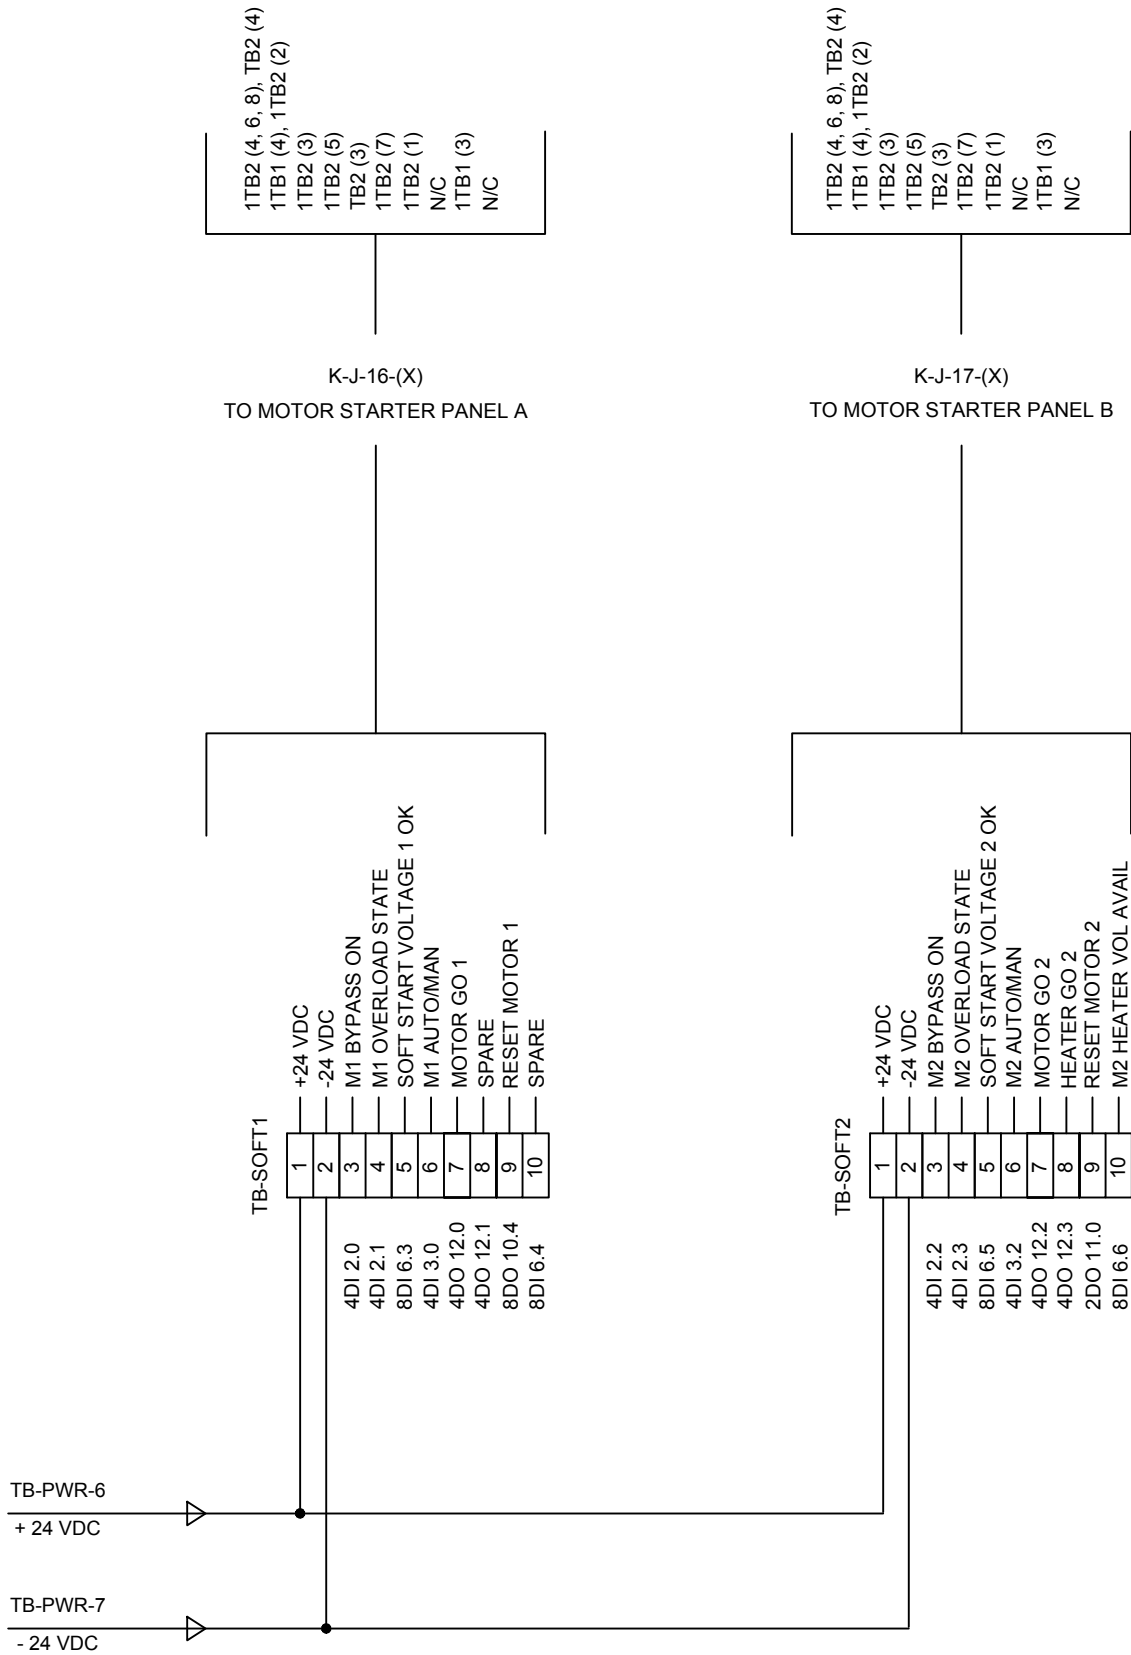 1TB2 (4, 6, 8), TB2 (4)
1TB1 (4), 1TB2 (2)
1TB2 (3)
1TB2 (5)
TB2 (3)
1TB2 (7)
1TB2 (1)
N/C
1TB1 (3)
N/C
1TB2 (4, 6, 8), TB2 (4)
1TB1 (4), 1TB2 (2)
1TB2 (3)
1TB2 (5)
TB2 (3)
1TB2 (7)
1TB2 (1)
N/C
1TB1 (3)
N/C
K-J-16-(X)
TO MOTOR STARTER PANEL A
K-J-17-(X)
TO MOTOR STARTER PANEL B
+24 VDC
-24 VDC
M1 BYPASS ON
M1 OVERLOAD STATE
SOFT START VOLTAGE 1 OK
M1 AUTO/MAN
MOTOR GO 1
SPARE
RESET MOTOR 1
SPARE
TB-SOFT1
1
2
3
4
5
6
7
8
9
10
4DI 2.0
4DI 2.1
8DI 6.3
4DI 3.0
4DO 12.0
4DO 12.1
8DO 10.4
8DI 6.4
+24 VDC
-24 VDC
M2 BYPASS ON
M2 OVERLOAD STATE
SOFT START VOLTAGE 2 OK
M2 AUTO/MAN
MOTOR GO 2
HEATER GO 2
RESET MOTOR 2
M2 HEATER VOL AVAIL
TB-SOFT2
1
2
3
4
5
6
7
8
9
10
4DI 2.2
4DI 2.3
8DI 6.5
4DI 3.2
4DO 12.2
4DO 12.3
2DO 11.0
8DI 6.6
TB-PWR-6
+ 24 VDC
TB-PWR-7
- 24 VDC